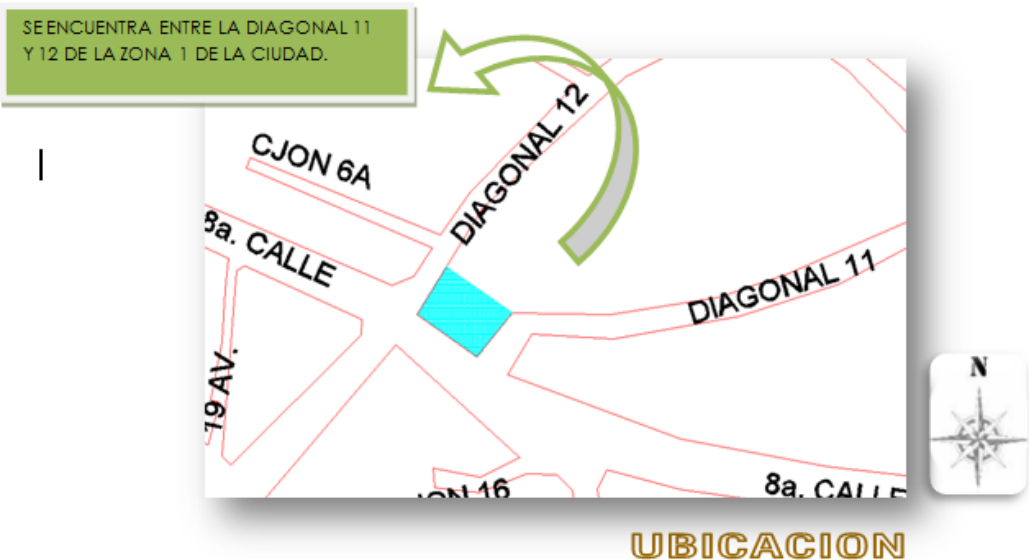 SE ENCUENTRA ENTRE LA DIAGONAL 11
Y 12 DE LA ZONA 1 DE LA CIUDAD.
CJON 6A
DIAGONAL 12
8a. CALLE
DIAGONAL 11
19 AV.
N
16
8a. CALLE
UBICACION